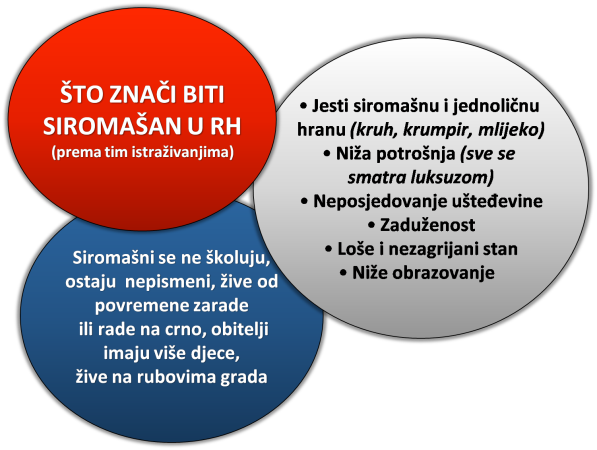 ŠTO ZNAČI BITI
SIROMAŠAN U RH
(prema tim istraživanjima)
• Jesti siromašnu i jednoličnu
hranu (kruh, krumpir, mlijeko)
• Niža potrošnja (sve se
smatra luksuzom)
• Neposjedovanje ušteđevine
• Zaduženost
• Loše i nezagrijani stan
• Niže obrazovanje
Siromašni se ne školuju,
ostaju  nepismeni, žive od
povremene zarade
ili rade na crno, obitelji
imaju više djece,
žive na rubovima grada